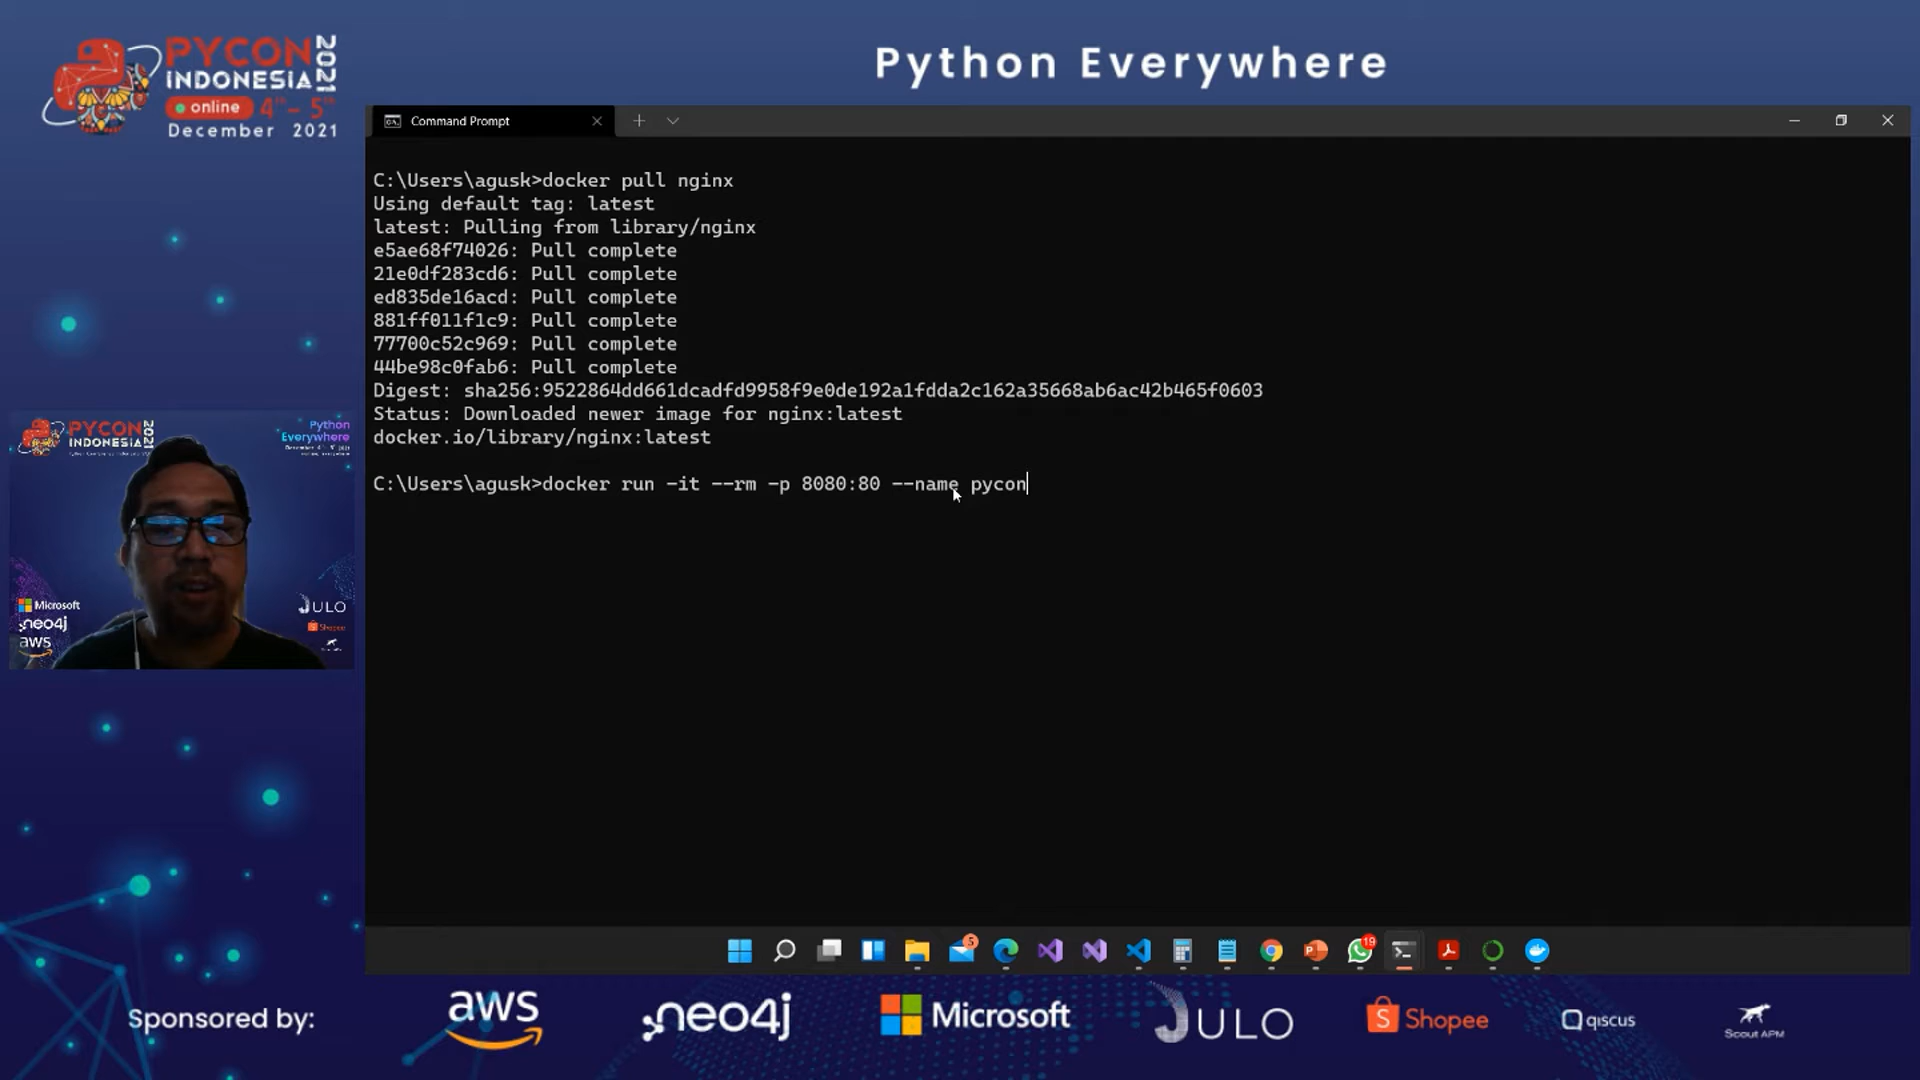 PYCON
INDONESIA
2021
online 4th - 5th
December 2021
Python Everywhere
Command Prompt
C:\Users\agusk>docker pull nginx
Using default tag: latest
latest: Pulling from library/nginx
e5ae68f74026: Pull complete
21e0df283cd6: Pull complete
ed835de16acd: Pull complete
881ff011f1c9: Pull complete
77700c52c969: Pull complete
44be98c0fab6: Pull complete
Digest: sha256:9522864dd661dcadfd9958f9e0de192a1fdda2c162a35668ab6ac42b465f0603
Status: Downloaded newer image for nginx:latest
docker.io/library/nginx:latest
C:\Users\agusk>docker run -it --rm -p 8080:80 --name pycon
PYCON
INDONESIA
2021
Python
Everywhere
Microsoft
neo4j
aws
JULO
Shopee
5
19
Sponsored by:
aws
neo4j
Microsoft
JULO
Shopee
qiscus
Scout APM